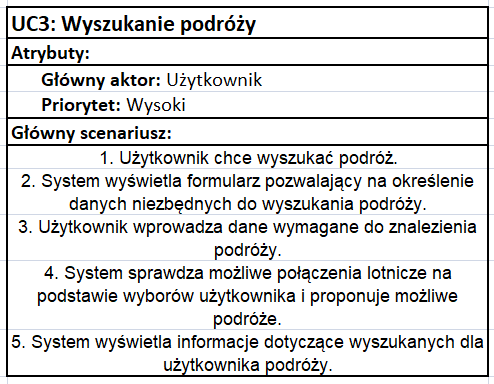 UC3: Wyszukanie podróży
Atrybuty:
Główny aktor: Użytkownik
Priorytet: Wysoki
Główny scenariusz:
1. Użytkownik chce wyszukać podróż.
2. System wyświetla formularz pozwalający na określenie
danych niezbędnych do wyszukania podróży.
3. Użytkownik wprowadza dane wymagane do znalezienia
podróży.
4. System sprawdza możliwe połączenia lotnicze na
podstawie wyborów użytkownika i proponuje możliwe
podróże.
5. System wyświetla informacje dotyczące wyszukanych dla
użytkownika podróży.